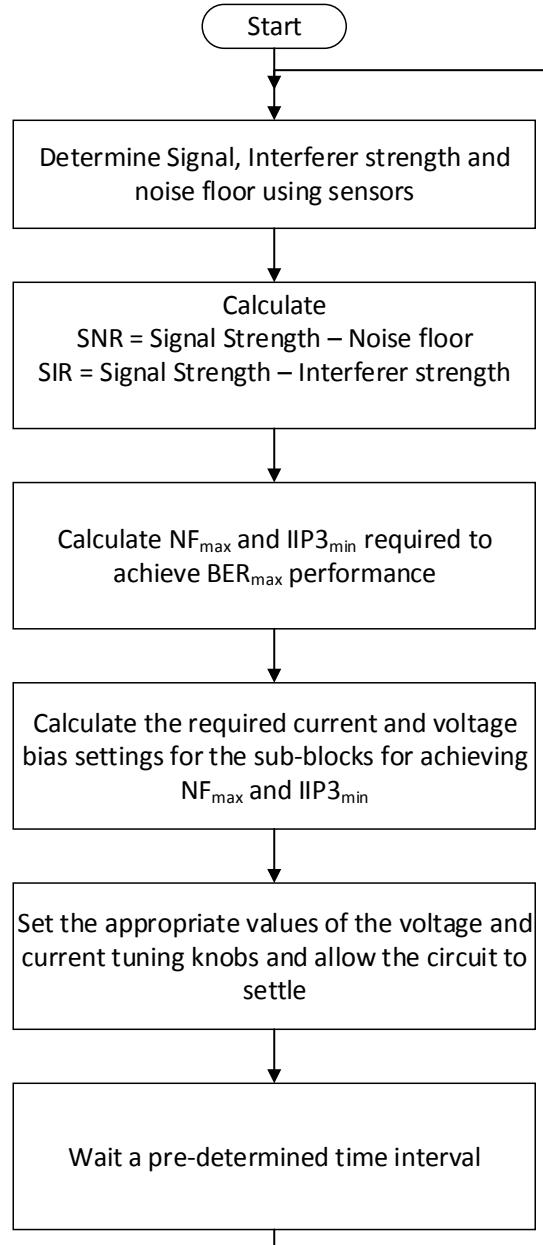 Start
Determine Signal, Interferer strength and
noise floor using sensors
Calculate
SNR = Signal Strength – Noise floor
SIR = Signal Strength – Interferer strength
Calculate NFmax and IIP3min required to
achieve BERmax performance
Calculate the required current and voltage
bias settings for the sub-blocks for achieving
NFmax and IIP3min
Set the appropriate values of the voltage and
current tuning knobs and allow the circuit to
settle
Wait a pre-determined time interval